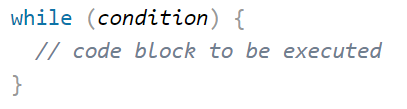 while (condition) {
  // code block to be executed
}